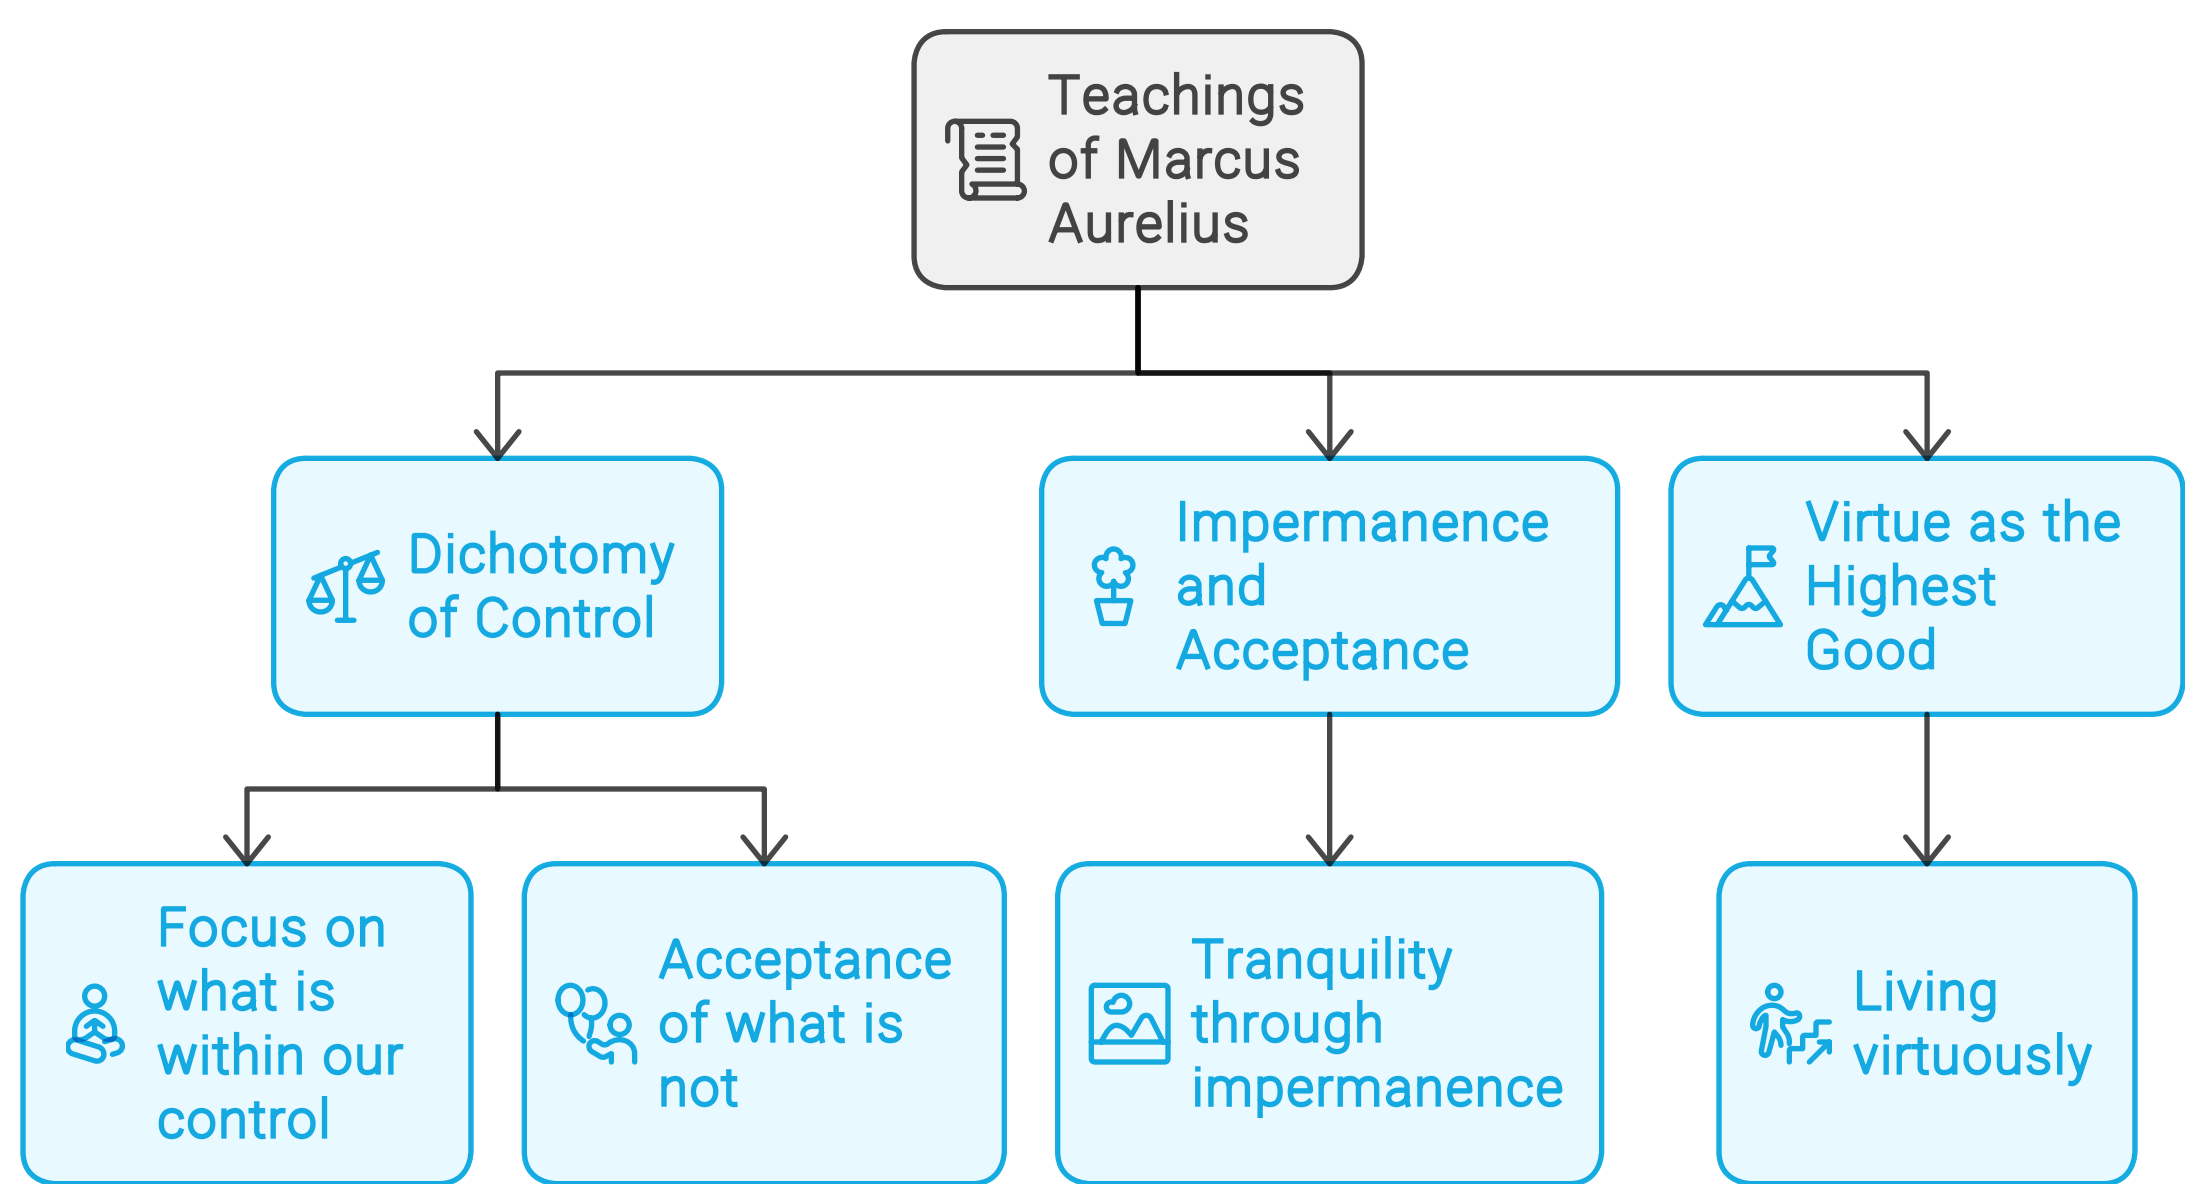 Teachings
of Marcus
Aurelius
Dichotomy
of Control
Impermanence
and
Acceptance
Virtue as the
Highest
Good
Focus on
what is
within our
control
Acceptance
of what is
not
Tranquility
through
impermanence
Living
virtuously